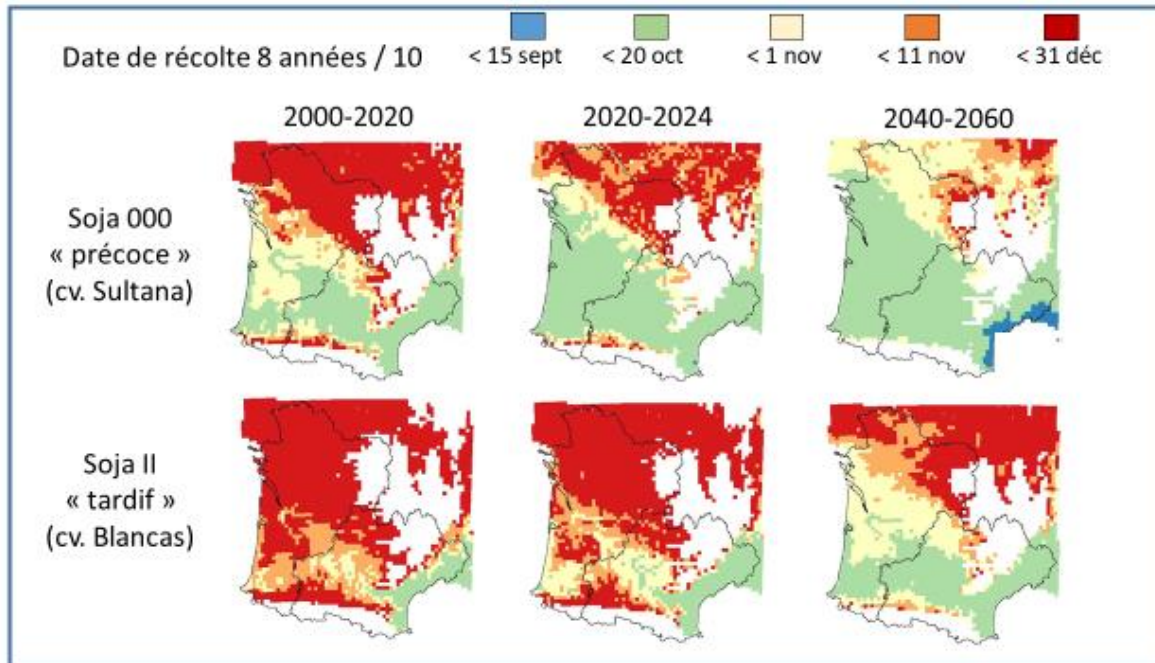 Date de récolte 8 années / 10
< 15 sept
< 20 oct
< 1 nov
< 11 nov
< 31 déc
2000-2020
2020-2024
2040-2060
Soja 000
« précoce »
(cv. Sultana)
Soja II
« tardif »
(cv. Blancas)